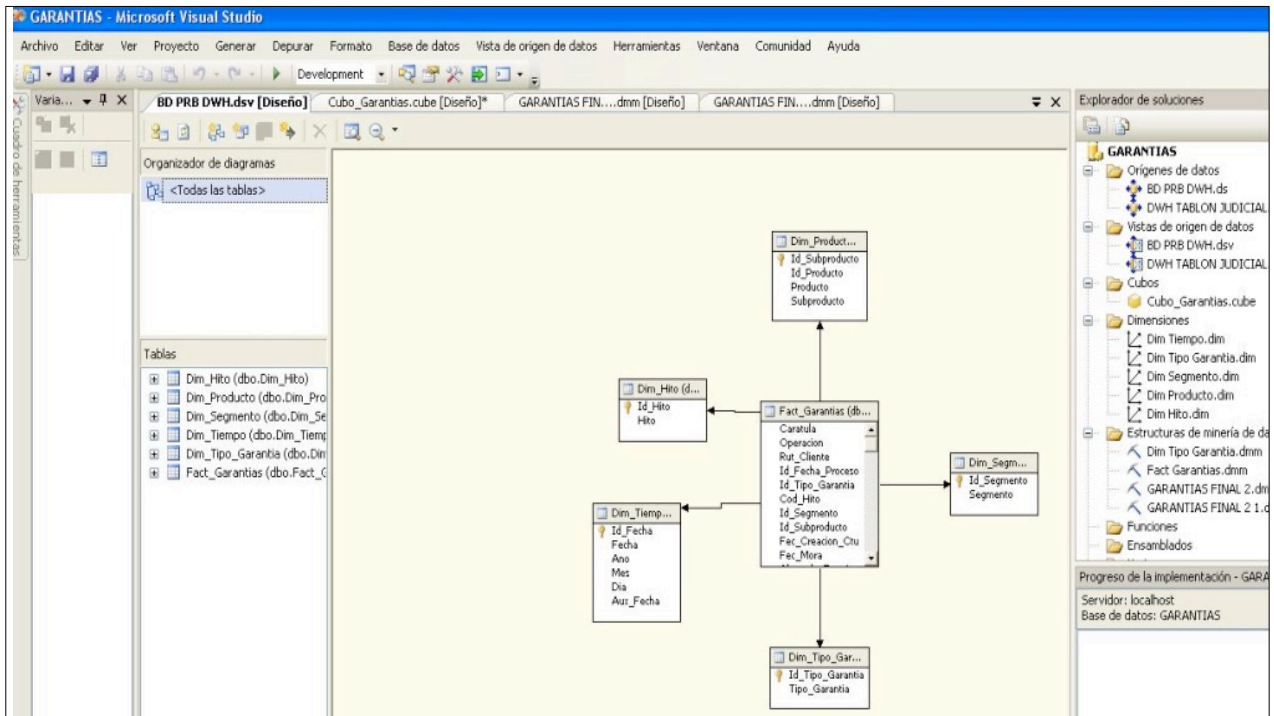 GARANTIAS - Microsoft Visual Studio
Archivo Editar Ver Proyecto Generar Depurar Formato Base de datos Vista de origen de datos Herramientas Ventana Comunidad Ayuda
Development
Varia...
BD PRB DWH.dsv [Diseño]
Cubo_Garantias.cube [Diseño]*
GARANTIAS FIN....dmm [Diseño]
GARANTIAS FIN....dmm [Diseño]
Cuadro de herramientas
Organizador de diagramas
<Todas las tablas>
Tablas
Dim_Hito (dbo.Dim_Hito)
Dim_Producto (dbo.Dim_Pro
Dim_Segmento (dbo.Dim_Se
Dim_Tiempo (dbo.Dim_Tiemp
Dim_Tipo_Garantia (dbo.Dim
Fact_Garantias (dbo.Fact_G
Dim_Product...
Id_Subproducto
Id_Producto
Producto
Subproducto
Dim_Hito (d...
Id_Hito
Hito
Fact_Garantias (db...
Caratula
Operacion
Rut_Cliente
Id_Fecha_Proceso
Id_Tipo_Garantia
Cod_Hito
Id_Segmento
Id_Subproducto
Fec_Creacion_Ctu
Fec_Mora
Dim_Segm...
Id_Segmento
Segmento
Dim_Tiemp...
Id_Fecha
Fecha
Ano
Mes
Dia
Aux_Fecha
Dim_Tipo_Gar...
Id_Tipo_Garantia
Tipo_Garantia
Explorador de soluciones
GARANTIAS
Orígenes de datos
BD PRB DWH.ds
DWH TABLON JUDICIAL
Vistas de origen de datos
BD PRB DWH.dsv
DWH TABLON JUDICIAL
Cubos
Cubo_Garantias.cube
Dimensiones
Dim Tiempo.dim
Dim Tipo Garantia.dim
Dim Segmento.dim
Dim Producto.dim
Dim Hito.dim
Estructuras de minería de da
Dim Tipo Garantia.dmm
Fact Garantias.dmm
GARANTIAS FINAL 2.dm
GARANTIAS FINAL 2 1.d
Funciones
Ensamblados
Progreso de la implementación - GARA
Servidor: localhost
Base de datos: GARANTIAS